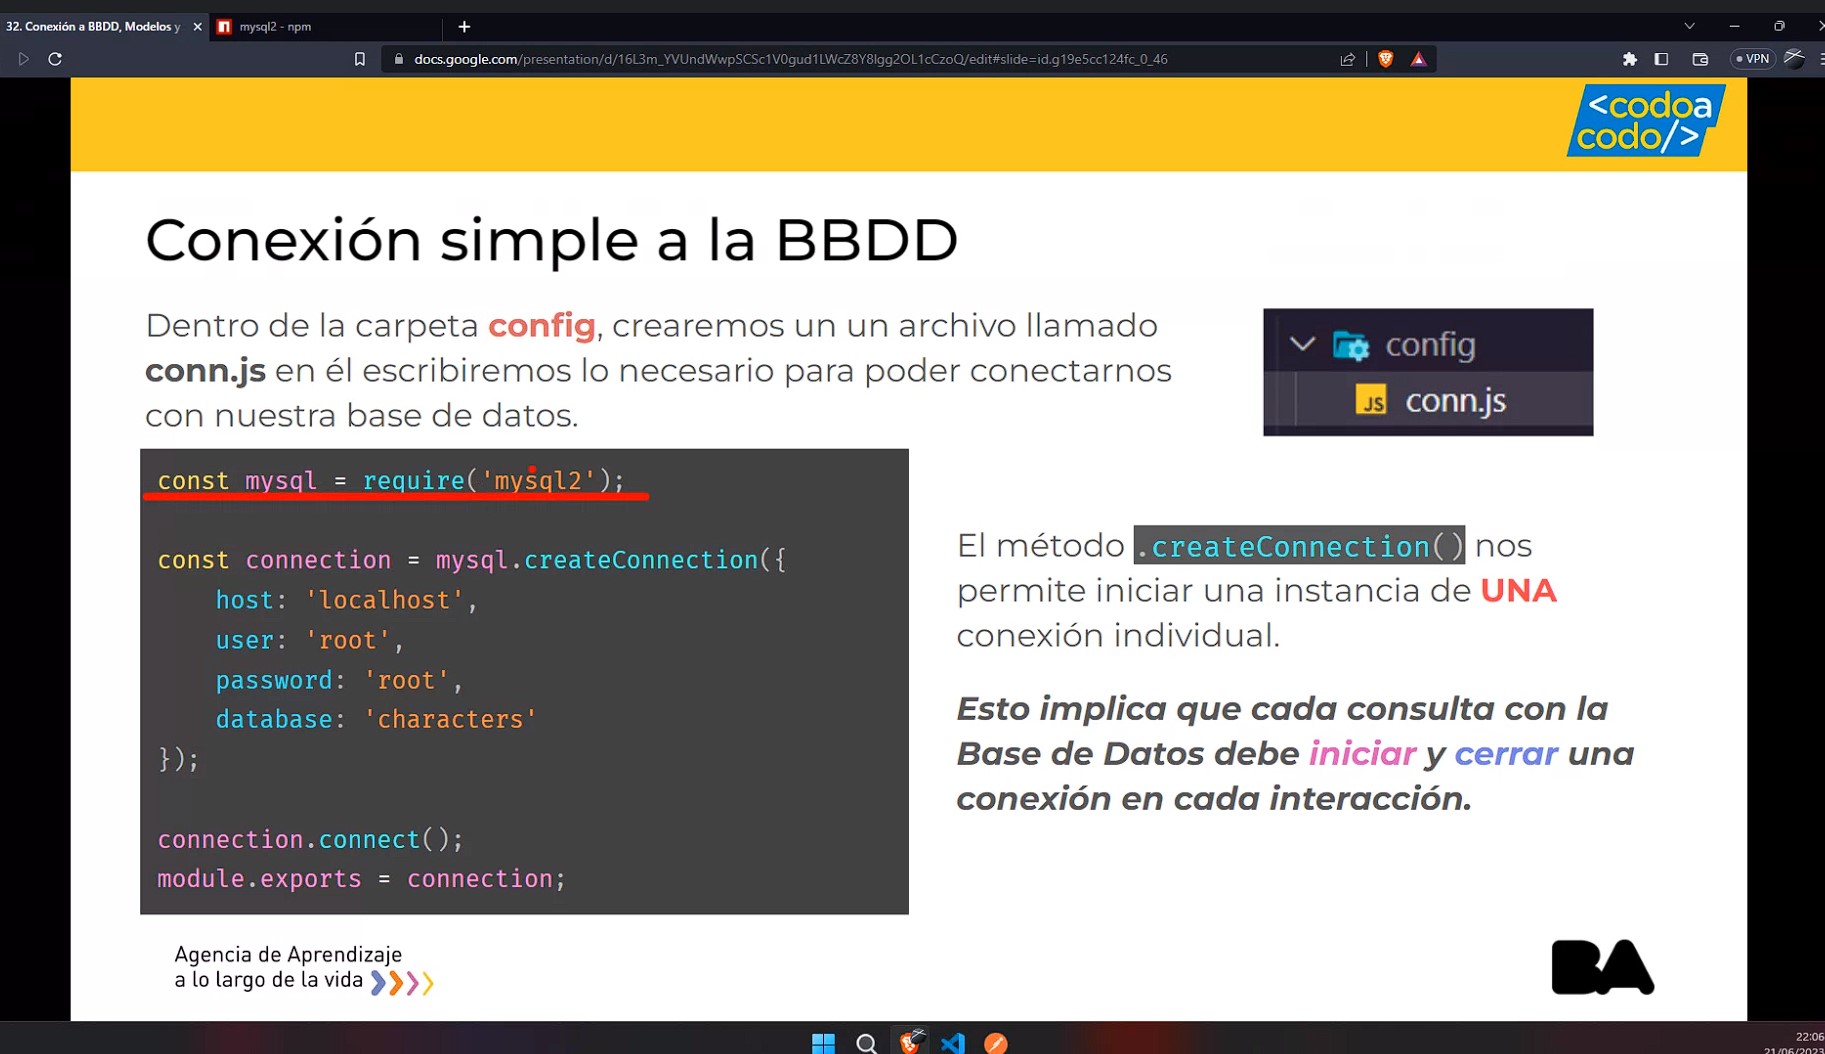 32. Conexión a BBDD, Modelos y
mysql2 - npm
docs.google.com/presentation/d/16L3m_YVUndWwpSCSc1V0gud1LWcZ8Y8lgg2OL1cCzoQ/edit#slide=id.g19e5cc124fc_0_46
VPN
<codoa
codo/>
Conexión simple a la BBDD
Dentro de la carpeta config, crearemos un un archivo llamado
conn.js en él escribiremos lo necesario para poder conectarnos
con nuestra base de datos.
config
JS conn.js
const mysql = require('mysql2');
const connection = mysql.createConnection({
host: 'localhost',
user: 'root',
password: 'root',
database: 'characters'
});
connection.connect();
module.exports = connection;
El método .createConnection() nos
permite iniciar una instancia de UNA
conexión individual.
Esto implica que cada consulta con la
Base de Datos debe iniciar y cerrar una
conexión en cada interacción.
Agencia de Aprendizaje
a lo largo de la vida
BA
22:06
21/06/2023